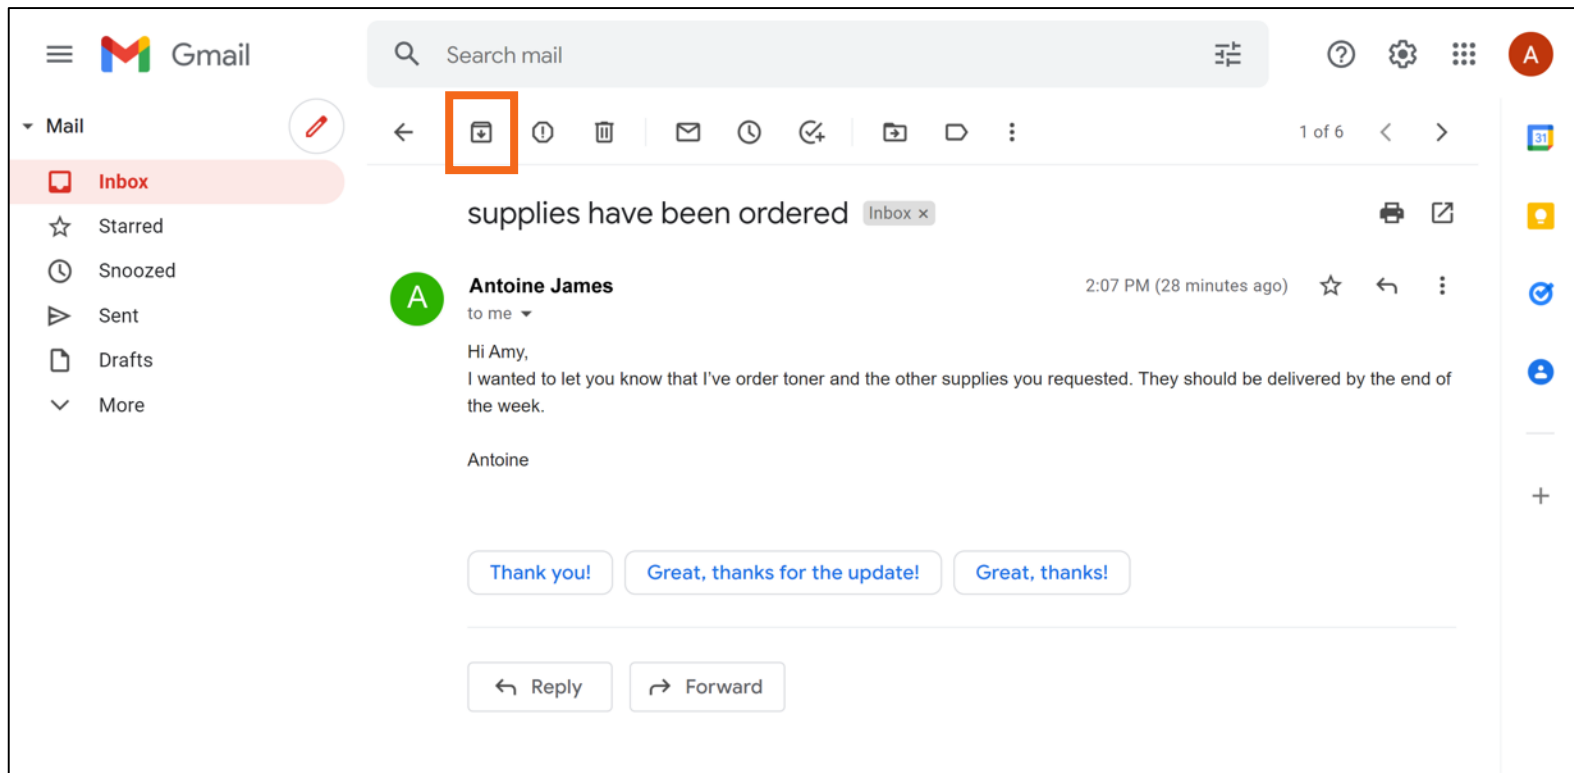 Gmail
Search mail
A
Mail
1 of 6
31
Inbox
Starred
Snoozed
Sent
Drafts
More
supplies have been ordered Inbox ×
A
Antoine James
2:07 PM (28 minutes ago)
to me
Hi Amy,
I wanted to let you know that I've order toner and the other supplies you requested. They should be delivered by the end of
the week.
Antoine
Thank you! Great, thanks for the update! Great, thanks!
Reply Forward